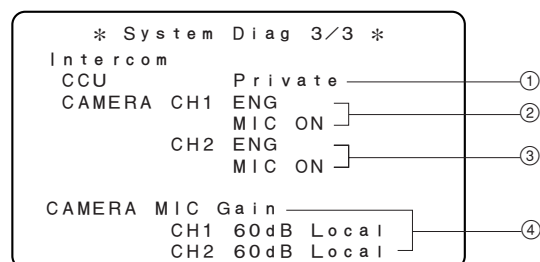 * System Diag 3/3 *
Intercom
CCU Private ①
CAMERA CH1 ENG
MIC ON ②
CH2 ENG
MIC ON ③
CAMERA MIC Gain
CH1 60dB Local ④
CH2 60dB Local